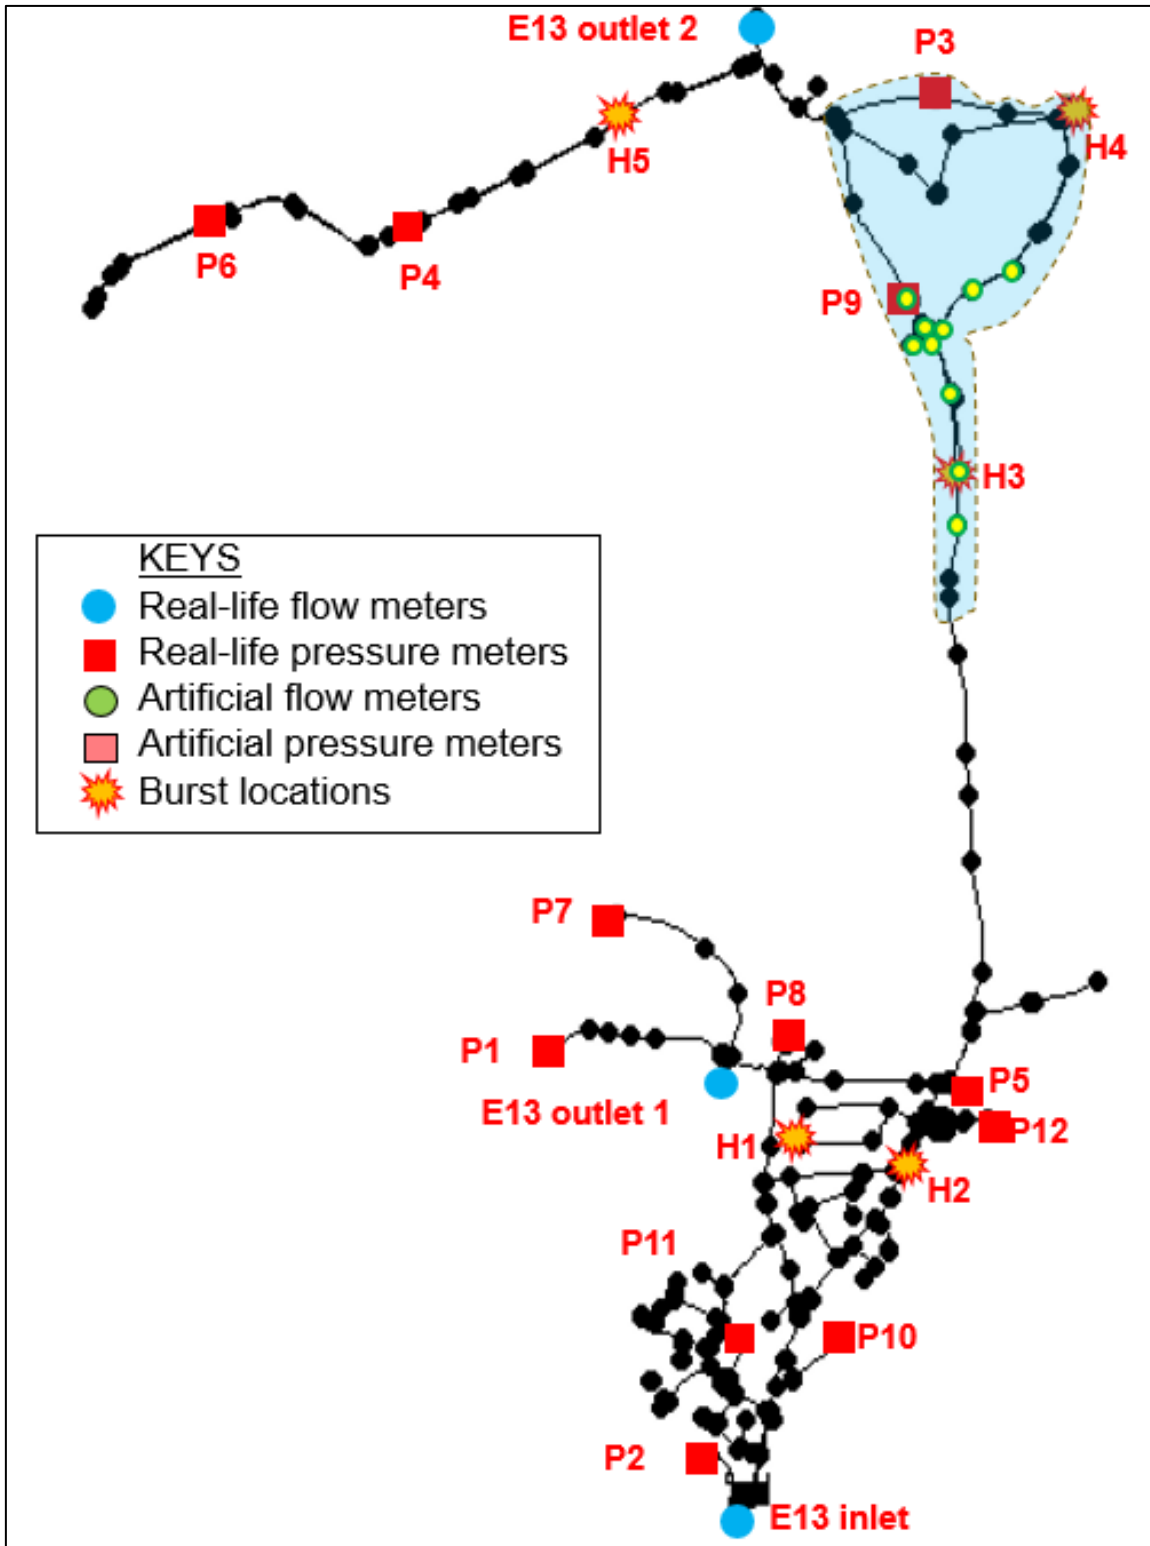 E13 outlet 2
P3
H5
H4
P6
P4
P9
H3
KEYS
Real-life flow meters
Real-life pressure meters
Artificial flow meters
Artificial pressure meters
Burst locations
P7
P8
P1
P5
E13 outlet 1
P12
H1
H2
P11
P10
P2
E13 inlet